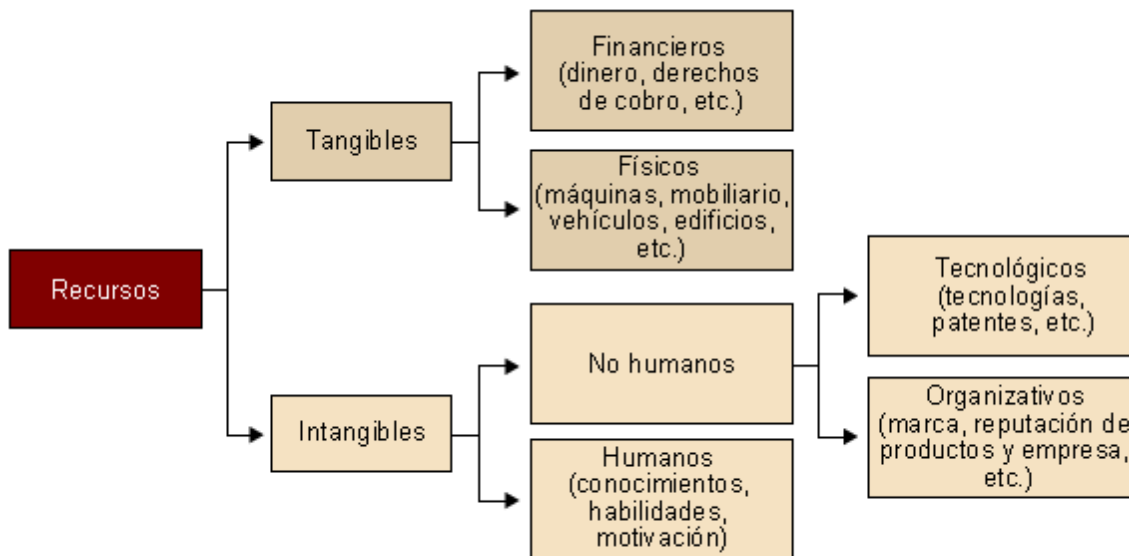 Recursos
Tangibles
Financieros
(dinero, derechos
de cobro, etc.)
Físicos
(máquinas, mobiliario,
vehículos, edificios,
etc.)
Intangibles
No humanos
Tecnológicos
(tecnologías,
patentes, etc.)
Organizativos
(marca, reputación de
productos y empresa,
etc.)
Humanos
(conocimientos,
habilidades,
motivación)